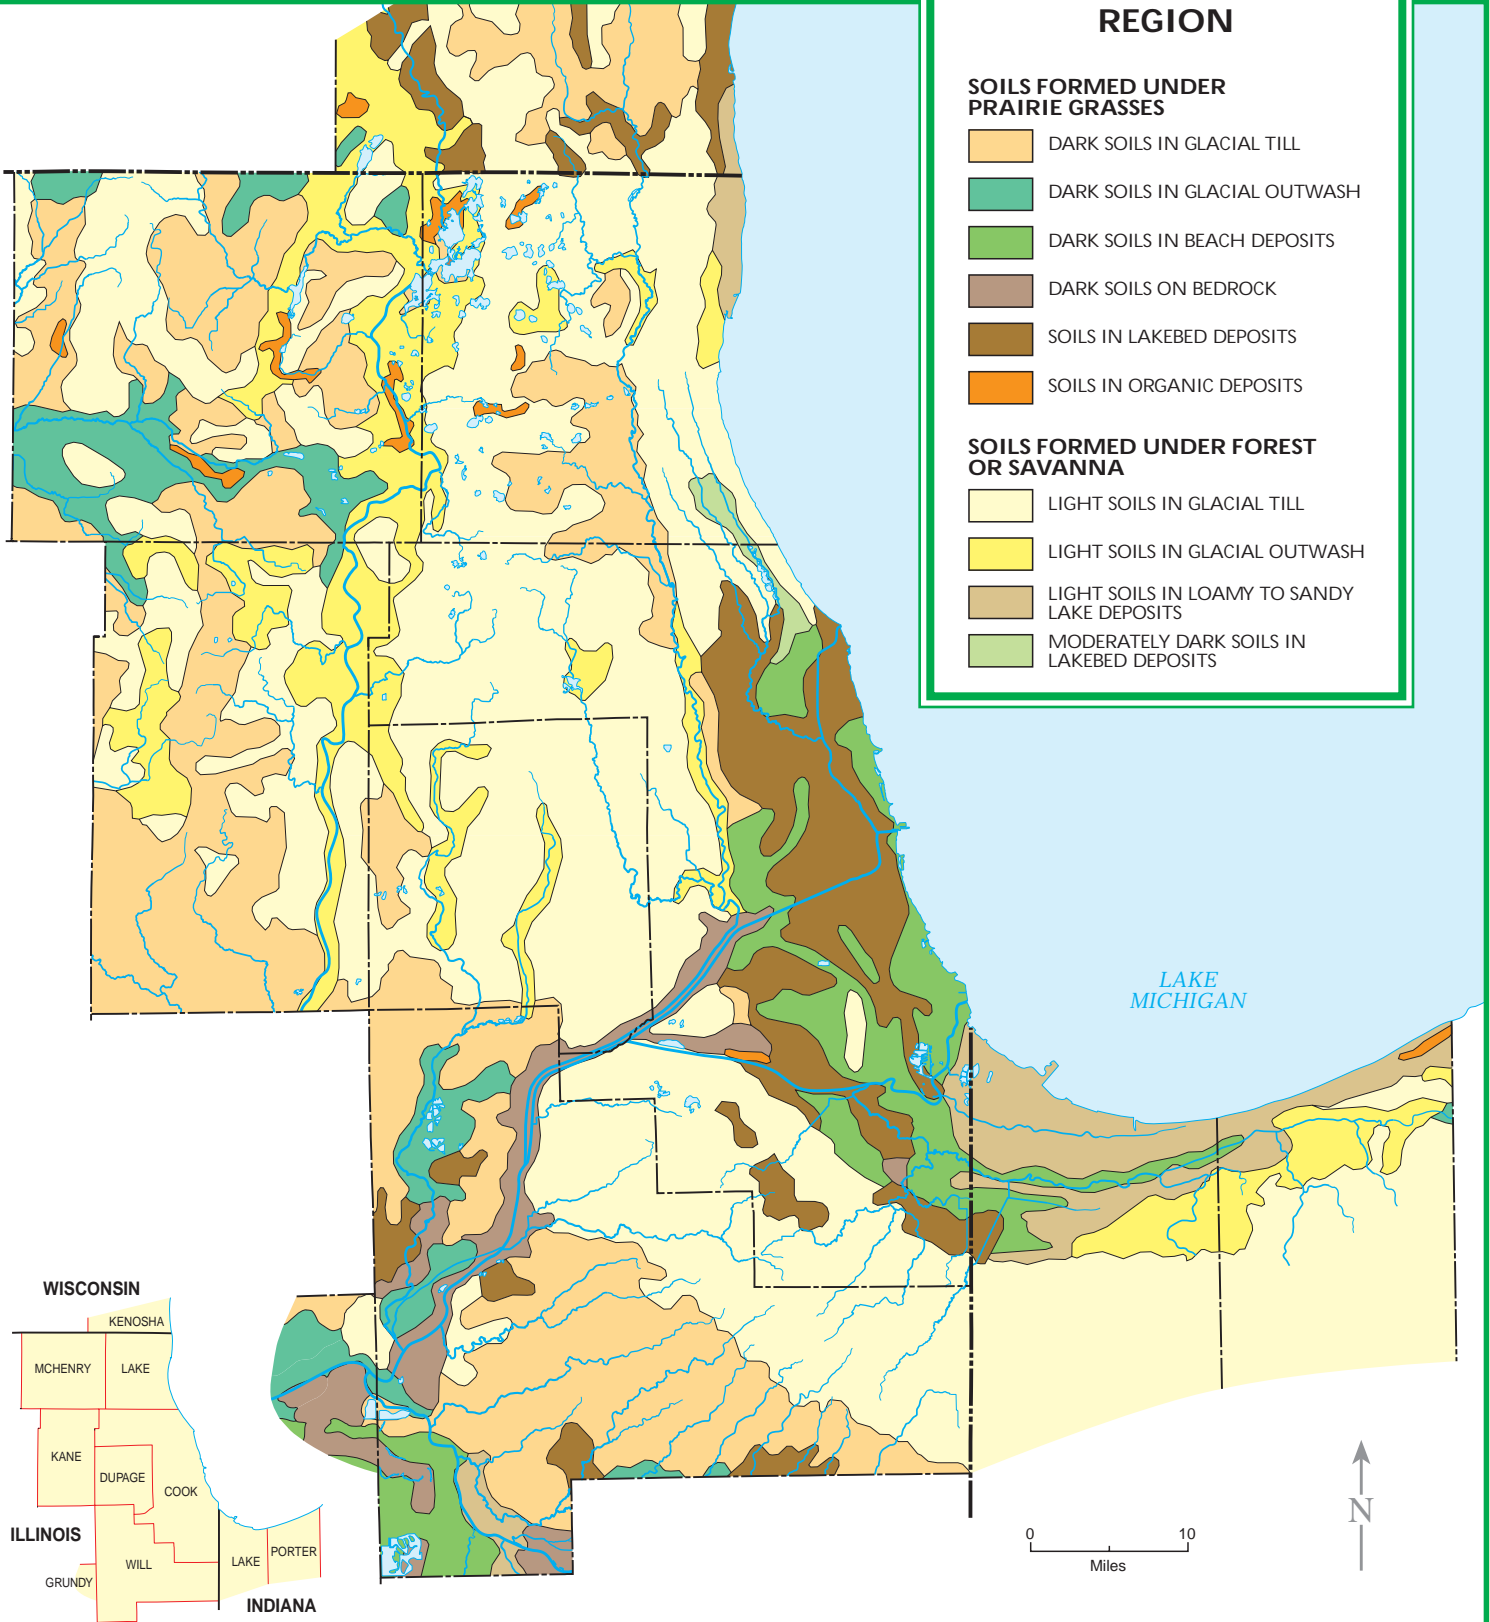 REGION
SOILS FORMED UNDER
PRAIRIE GRASSES
DARK SOILS IN GLACIAL TILL
DARK SOILS IN GLACIAL OUTWASH
DARK SOILS IN BEACH DEPOSITS
DARK SOILS ON BEDROCK
SOILS IN LAKEBED DEPOSITS
SOILS IN ORGANIC DEPOSITS
SOILS FORMED UNDER FOREST
OR SAVANNA
LIGHT SOILS IN GLACIAL TILL
LIGHT SOILS IN GLACIAL OUTWASH
LIGHT SOILS IN LOAMY TO SANDY
LAKE DEPOSITS
MODERATELY DARK SOILS IN
LAKEBED DEPOSITS
LAKE
MICHIGAN
WISCONSIN
KENOSHA
MCHENRY
LAKE
KANE
DUPAGE
COOK
ILLINOIS
WILL
LAKE
PORTER
GRUNDY
INDIANA
0
10
Miles
N